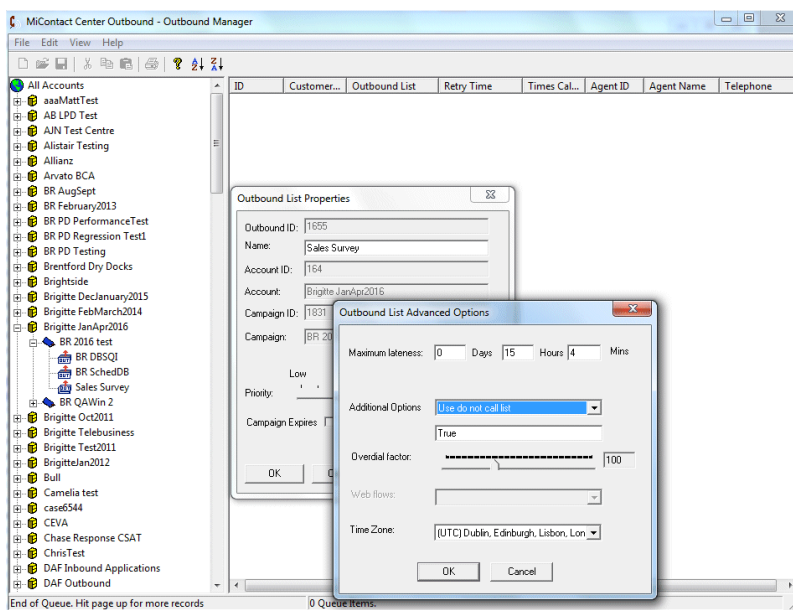 MiContact Center Outbound - Outbound Manager
File Edit View Help
All Accounts
aaaMattTest
AB LPD Test
AJN Test Centre
Alistair Testing
Allianz
Arvato BCA
BR AugSept
BR February2013
BR PD PerformanceTest
BR PD Regression Test1
BR PD Testing
Brentford Dry Docks
Brightside
Brigitte DecJanuary2015
Brigitte FebMarch2014
Brigitte JanApr2016
BR 2016 test
BR DBSQI
BR SchedDB
Sales Survey
BR QAWin 2
Brigitte Oct2011
Brigitte Telebusiness
Brigitte Test2011
BrigitteJan2012
Bull
Camelia test
case6544
CEVA
Chase Response CSAT
ChrisTest
DAF Inbound Applications
DAF Outbound
ID Customer... Outbound List Retry Time Times Cal... Agent ID Agent Name Telephone
Outbound List Properties
Outbound ID: 1655
Name: Sales Survey
Account ID: 164
Account: Brigitte JanApr2016
Campaign ID: 1831
Campaign: BR 20
Low
Priority:
Campaign Expires
OK
Outbound List Advanced Options
Maximum lateness: 0 Days 15 Hours 4 Mins
Additional Options Use do not call list
True
Overdial factor: 100
Web flows:
Time Zone: (UTC) Dublin, Edinburgh, Lisbon, Lon
OK Cancel
End of Queue. Hit page up for more records 0 Queue Items.